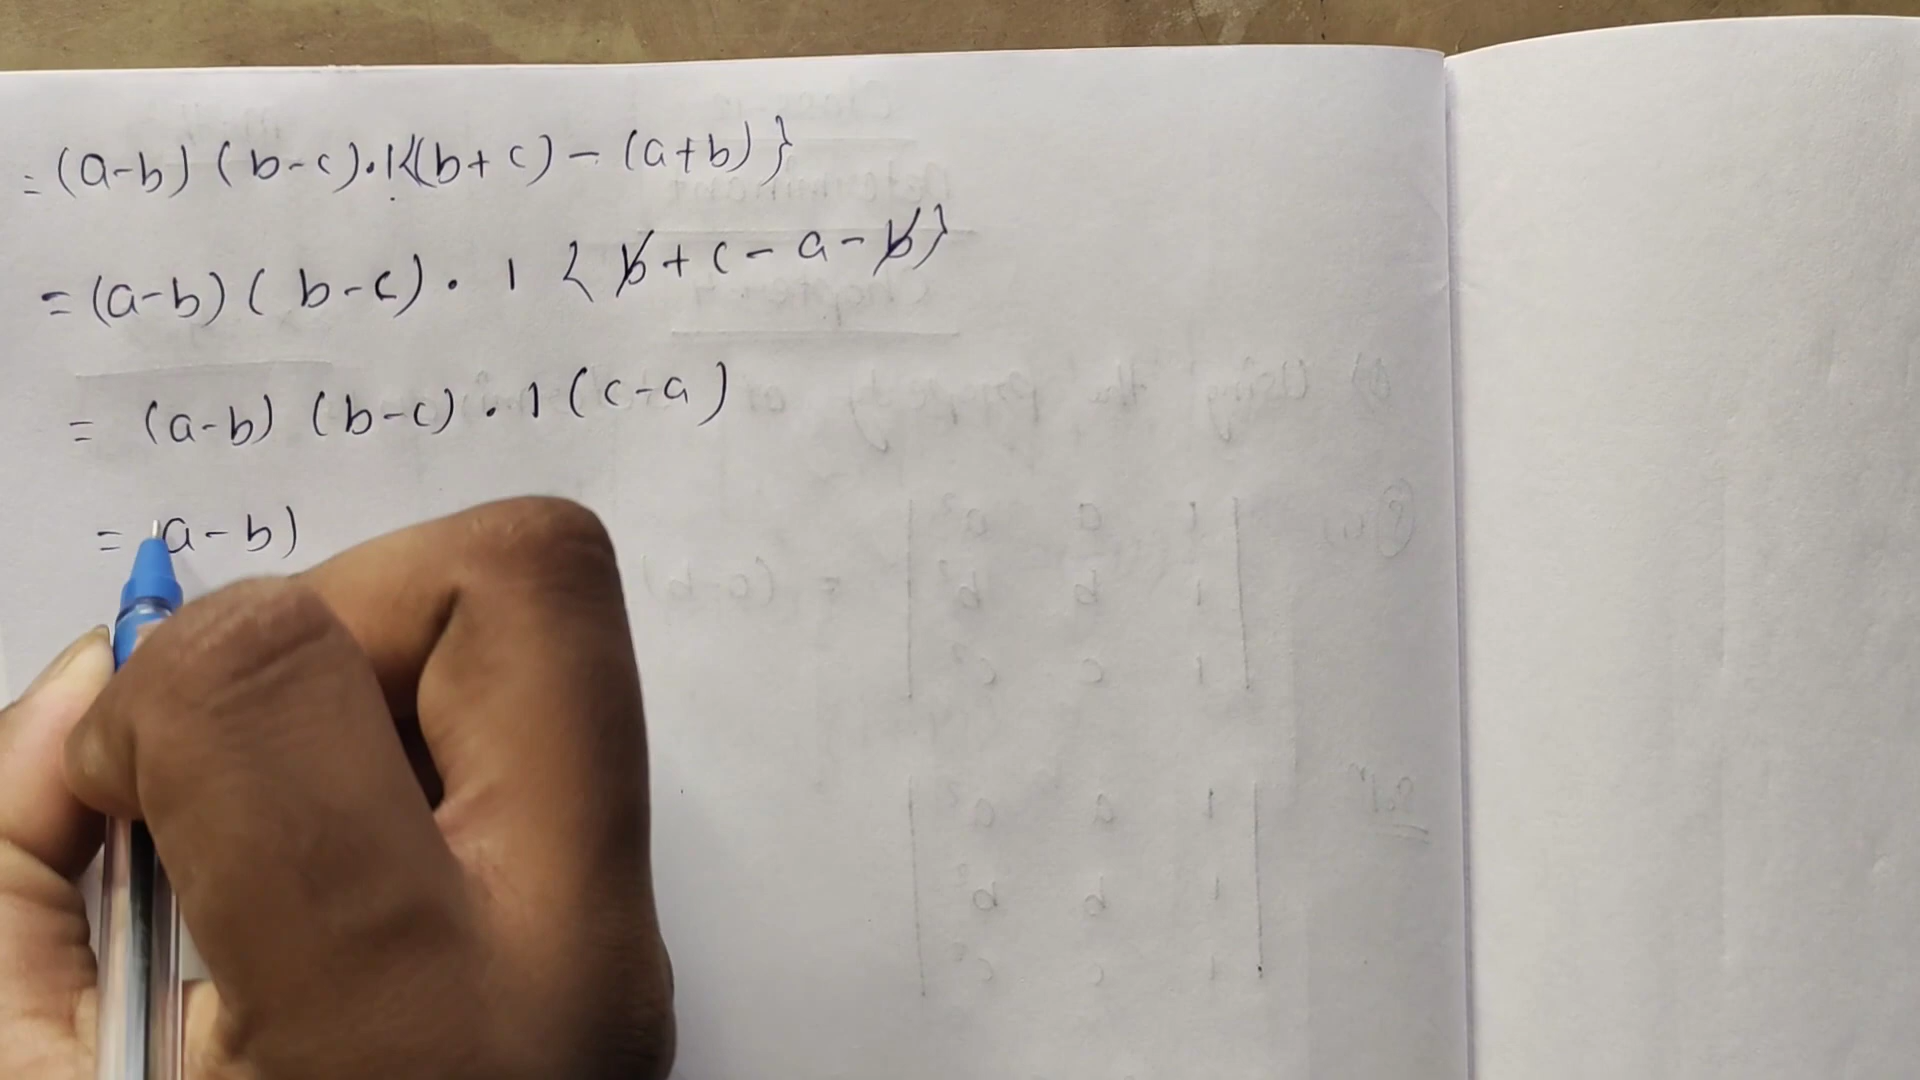 = (a-b) (b-c).1{(b+c) - (a+b)}
= (a-b) (b-c) . 1 {b+c-a-b}
= (a-b) (b-c) . 1 (c-a)
= (a-b)